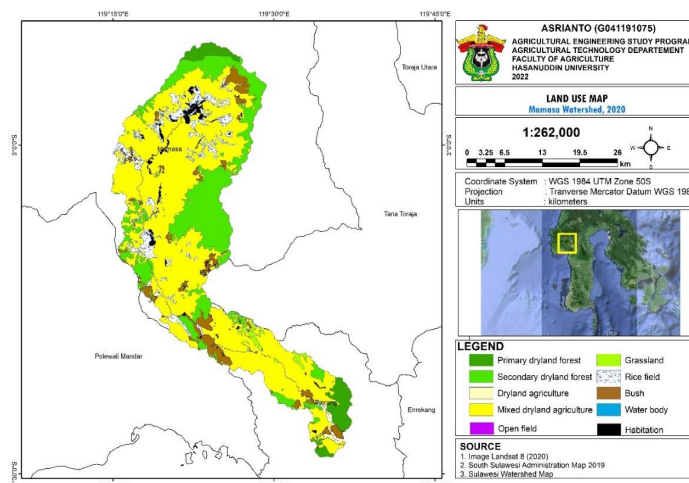 119°15'E
119°30'E
119°45'E
3°0'0"S
Toraja Utara
Mamasa
Tana Toraja
Polewali Mandar
Pinrang
Enrekang
ASRIANTO (G041191075)
AGRICULTURAL ENGINEERING STUDY PROGRA
AGRICULTURAL TECHNOLOGY DEPARTEMENT
FACULTY OF AGRICULTURE
HASANUDDIN UNIVERSITY
2022
LAND USE MAP
Mamasa Watershed, 2020
1:262,000
N
W
E
S
0 3.25 6.5 13 19.5 26
km
Coordinate System : WGS 1984 UTM Zone 50S
Projection : Tranverse Mercator Datum WGS 198
Units : kilometers
LEGEND
Primary dryland forest
Secondary dryland forest
Dryland agriculture
Mixed dryland agriculture
Open field
Grassland
Rice field
Bush
Water body
Habitation
SOURCE
1. Image Landsat 8 (2020)
2. South Sulawesi Administration Map 2019
3. Sulawesi Watershed Map